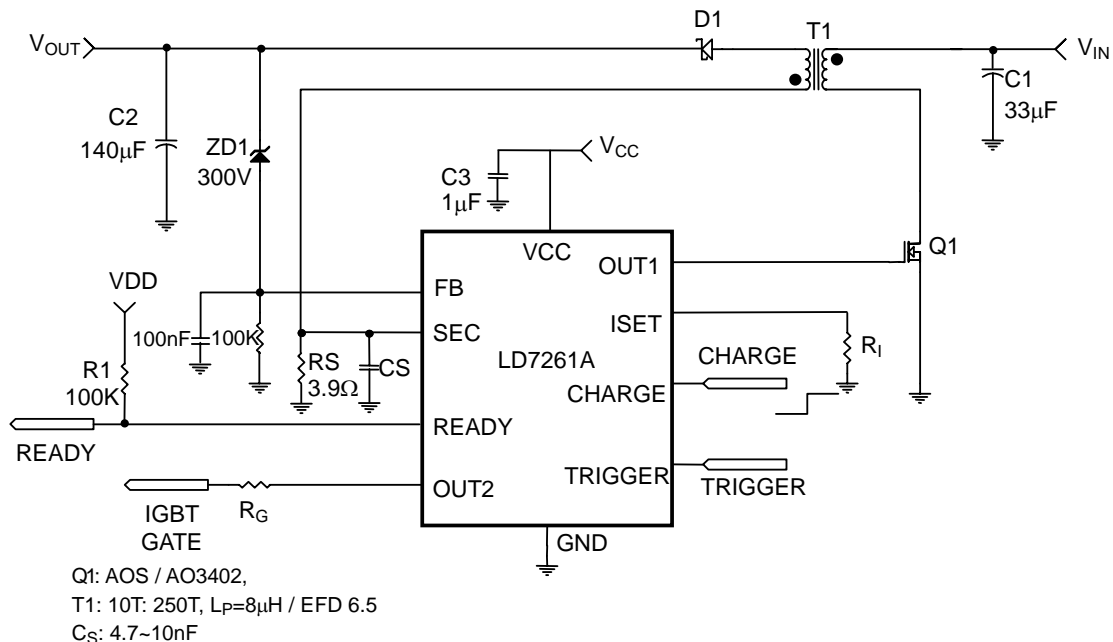 D1
T1
VOUT
VIN
C2
140μF
ZD1
300V
C1
33μF
VCC
C3
1μF
VCC
OUT1
Q1
VDD
FB
100nF
100K
SEC
ISET
RI
RS
3.9Ω
CS
LD7261A
CHARGE
R1
100K
CHARGE
READY
READY
TRIGGER
TRIGGER
OUT2
IGBT
GATE
RG
GND
Q1: AOS / AO3402,
T1: 10T: 250T, LP=8μH / EFD 6.5
CS: 4.7~10nF